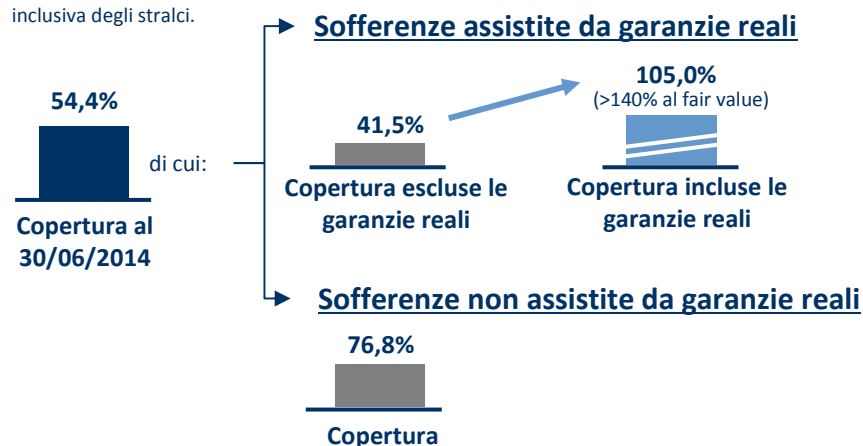 inclusiva degli stralci.
54,4%
Copertura al
30/06/2014
di cui:
Sofferenze assistite da garanzie reali
41,5%
Copertura escluse le
garanzie reali
105,0%
(>140% al fair value)
Copertura incluse le
garanzie reali
Sofferenze non assistite da garanzie reali
76,8%
Copertura